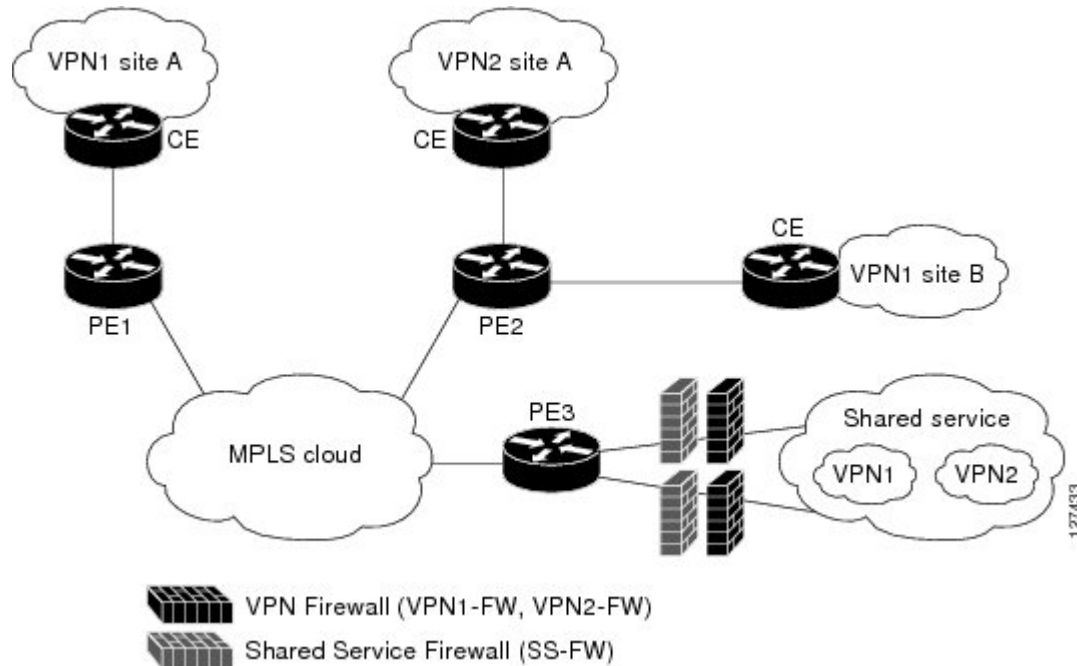 VPN1 site A
VPN2 site A
CE
CE
CE
VPN1 site B
PE1
PE2
PE3
Shared service
MPLS cloud
VPN1
VPN2
127433
VPN Firewall (VPN1-FW, VPN2-FW)
Shared Service Firewall (SS-FW)